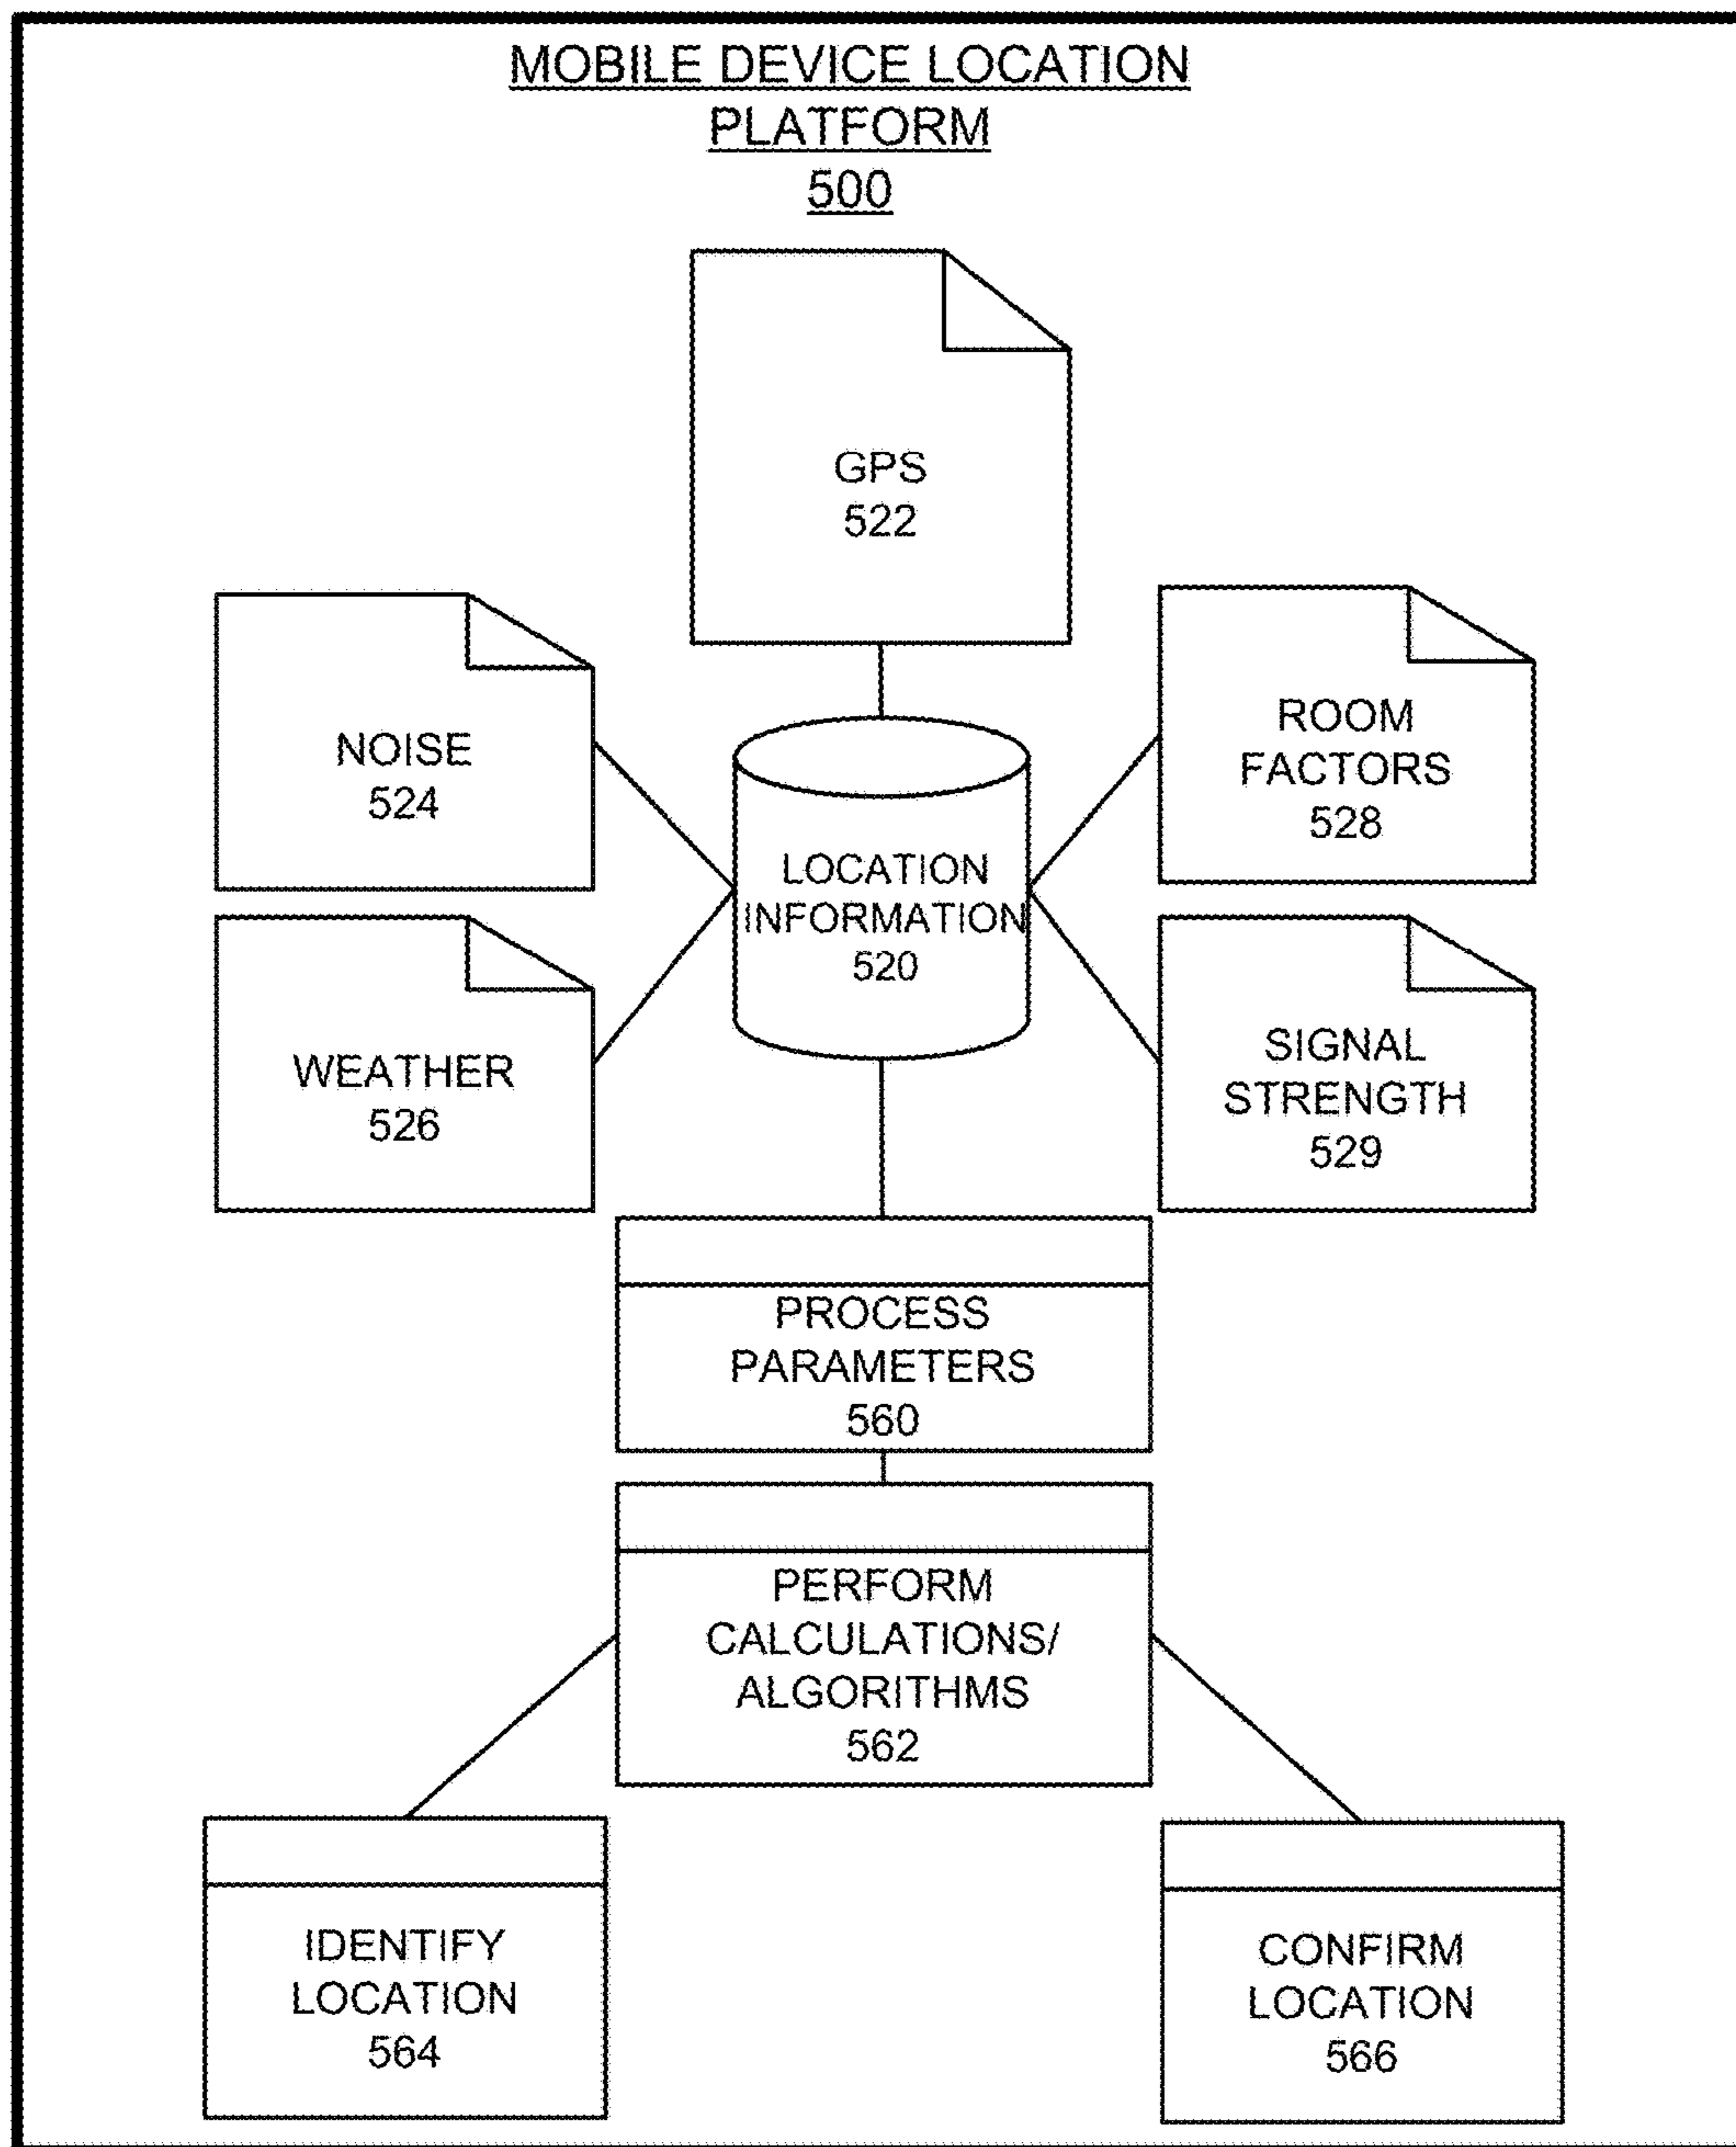 MOBILE DEVICE LOCATION
PLATFORM
500
GPS
522
NOISE
524
ROOM
FACTORS
528
LOCATION
INFORMATION
520
WEATHER
526
SIGNAL
STRENGTH
529
PROCESS
PARAMETERS
560
PERFORM
CALCULATIONS/
ALGORITHMS
562
IDENTIFY
LOCATION
564
CONFIRM
LOCATION
566